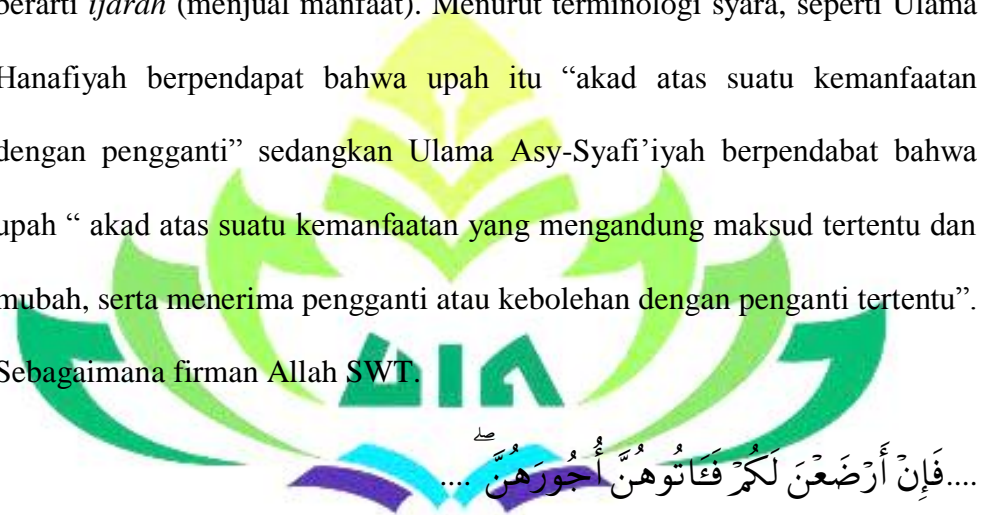 berarti ijarah (menjual manfaat). Menurut terminologi syara, seperti Ulama
Hanafiyah berpendapat bahwa upah itu “akad atas suatu kemanfaatan
dengan pengganti” sedangkan Ulama Asy-Syafi’iyah berpendabat bahwa
upah “ akad atas suatu kemanfaatan yang mengandung maksud tertentu dan
mubah, serta menerima pengganti atau kebolehan dengan penganti tertentu”.
Sebagaimana firman Allah SWT.
....فَإِنْ أَرْضَعْنَ لَكُمْ فَـَٔاتُوهُنَّ أُجُورَهُنَّ ۖ ....